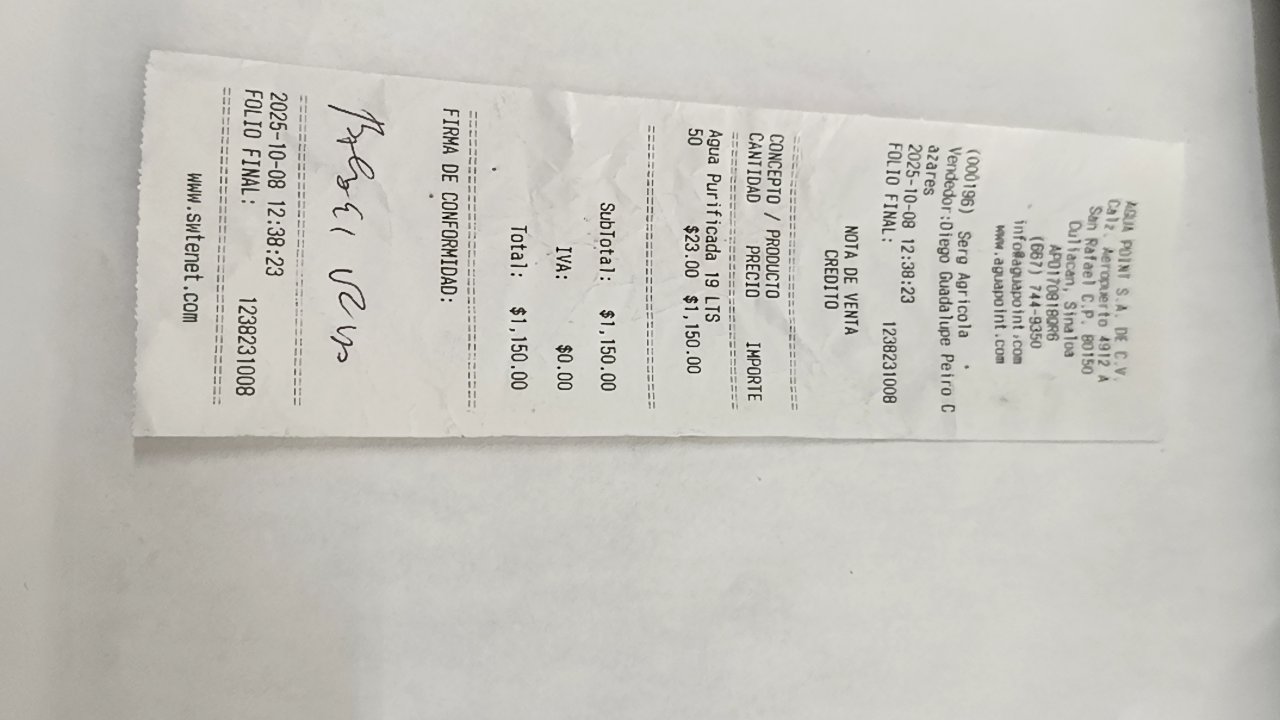 AGUA POINT S.A. DE C.V.
Calz. Aeropuerto 4912 A
San Rafael C.P. 80150
Culiacan, Sinaloa
APO170818QR6
(667) 744-9350
info@aguapoint.com
www.aguapoint.com
(000196) Serg Agricola
Vendedor:Diego Guadalupe Peiro C
azares
2025-10-08 12:38:23
FOLIO FINAL: 1238231008
NOTA DE VENTA
CREDITO
CONCEPTO / PRODUCTO
CANTIDAD PRECIO IMPORTE
Agua Purificada 19 LTS
50 $23.00 $1,150.00
SubTotal: $1,150.00
IVA: $0.00
Total: $1,150.00
FIRMA DE CONFORMIDAD:
2025-10-08 12:38:23
FOLIO FINAL: 1238231008
www.swtenet.com